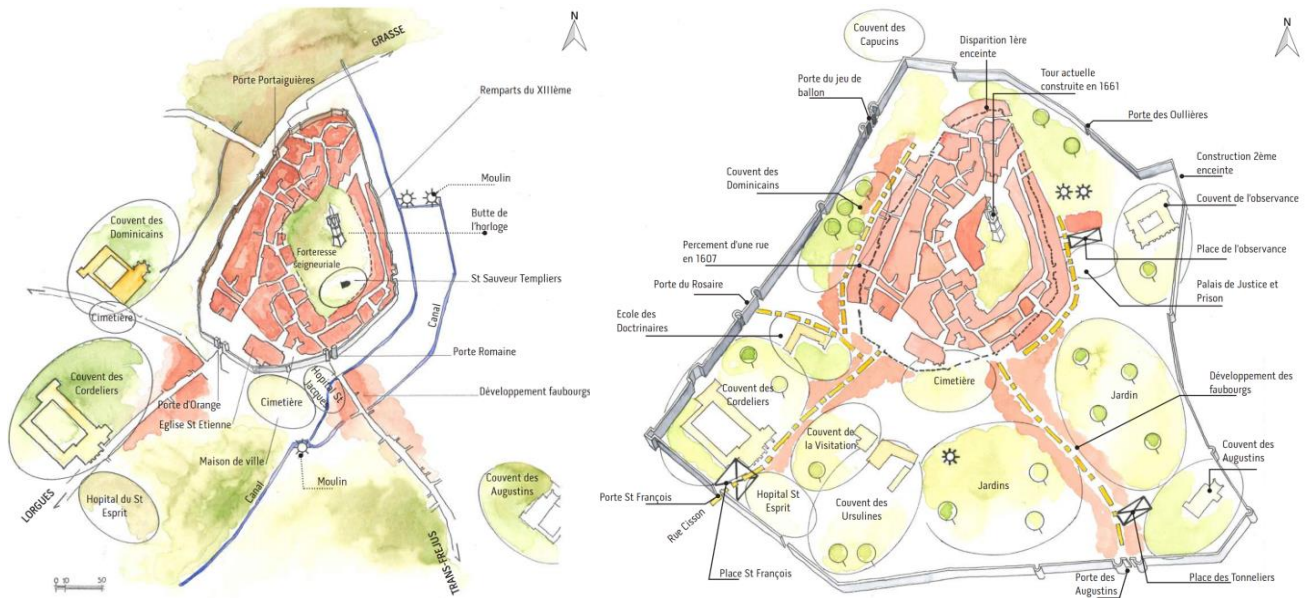 N
GRASSE
Porte Portaiguières
Remparts du XIIIème
Moulin
Couvent des
Dominicains
Butte de
l'horloge
Forteresse
seigneuriale
St Sauveur Templiers
Cimetière
Canal
Porte Romaine
Couvent des
Cordeliers
Hopital St
Jacques
Développement faubourgs
Porte d'Orange
Cimetière
Eglise St Etienne
Maison de ville
Moulin
Canal
LORGUES
Hopital du St
Esprit
Couvent des
Augustins
TRANS-FREJUS
0 10 50
N
Couvent des
Capucins
Disparition 1ère
enceinte
Porte du jeu de
ballon
Tour actuelle
construite en 1661
Porte des Oullières
Construction 2ème
enceinte
Couvent des
Dominicains
Couvent de l'observance
Percement d'une rue
en 1607
Place de l'observance
Porte du Rosaire
Palais de Justice et
Prison
Ecole des
Doctrinaires
Couvent des
Cordeliers
Cimetière
Jardin
Développement des
faubourgs
Couvent de
la Visitation
Couvent des
Augustins
Porte St François
Hopital St
Esprit
Couvent des
Ursulines
Jardins
Rue Cisson
Place St François
Porte des
Augustins
Place des Tonneliers